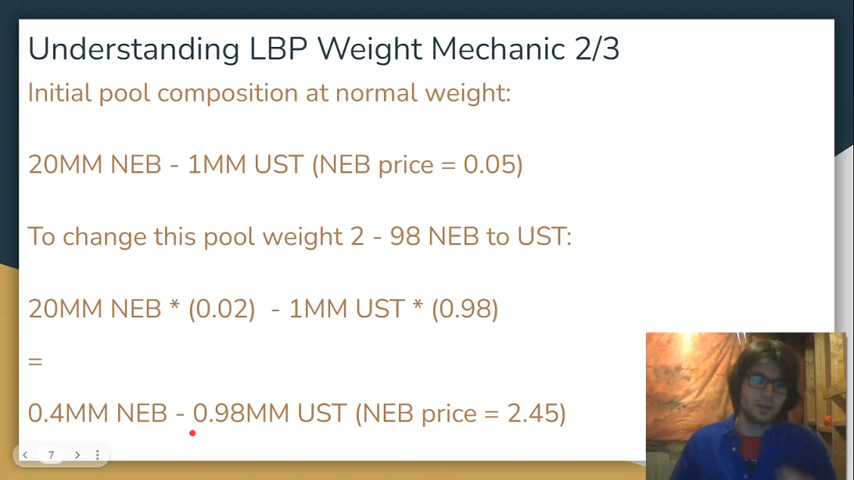 Understanding LBP Weight Mechanic 2/3
Initial pool composition at normal weight:
20MM NEB - 1MM UST (NEB price = 0.05)
To change this pool weight 2 - 98 NEB to UST:
20MM NEB * (0.02)  - 1MM UST * (0.98)
=
0.4MM NEB - 0.98MM UST (NEB price = 2.45)
7